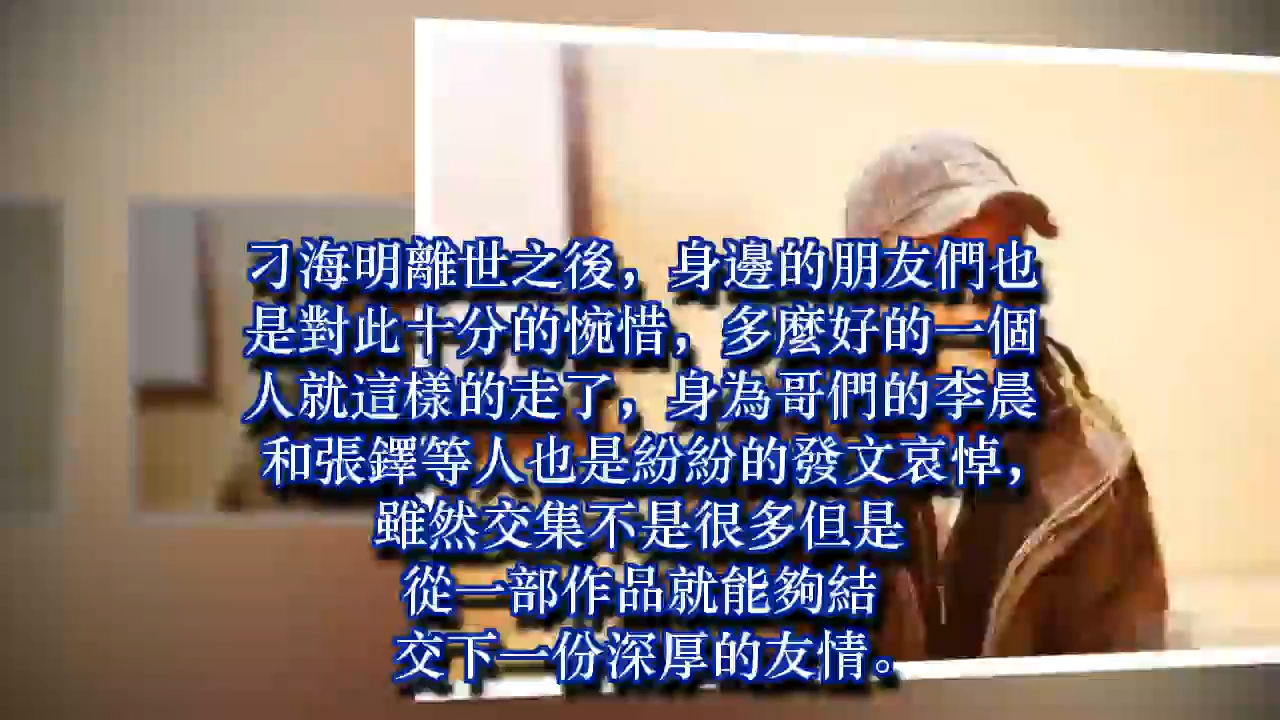 刁海明離世之後，身邊的朋友們也
是對此十分的惋惜，多麼好的一個
人就這樣的走了，身為哥們的李晨
和張鐸等人也是紛紛的發文哀悼，
雖然交集不是很多但是
從一部作品就能夠結
交下一份深厚的友情。